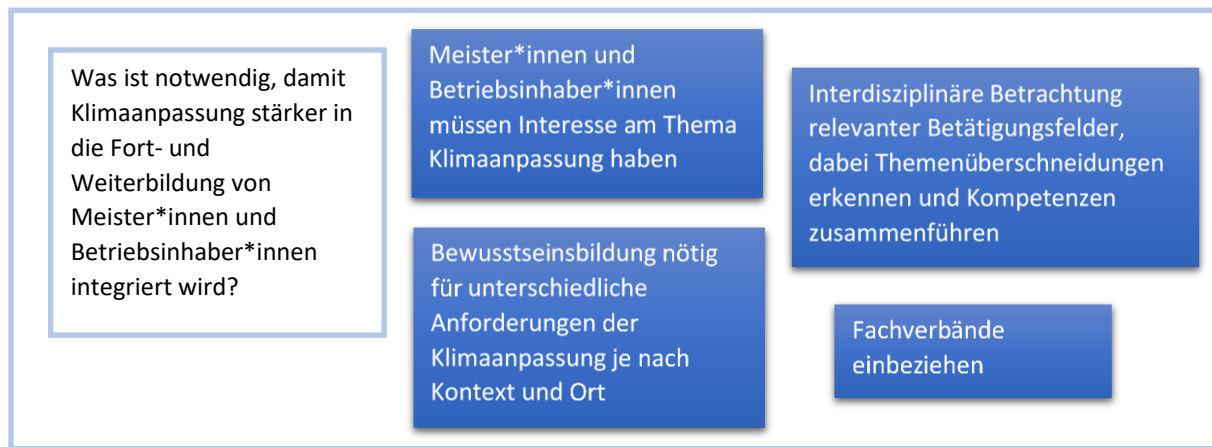 Was ist notwendig, damit
Klimaanpassung stärker in
die Fort- und
Weiterbildung von
Meister*innen und
Betriebsinhaber*innen
integriert wird?
Meister*innen und
Betriebsinhaber*innen
müssen Interesse am Thema
Klimaanpassung haben
Bewusstseinsbildung nötig
für unterschiedliche
Anforderungen der
Klimaanpassung je nach
Kontext und Ort
Interdisziplinäre Betrachtung
relevanter Betätigungsfelder,
dabei Themenüberschneidungen
erkennen und Kompetenzen
zusammenführen
Fachverbände
einbeziehen